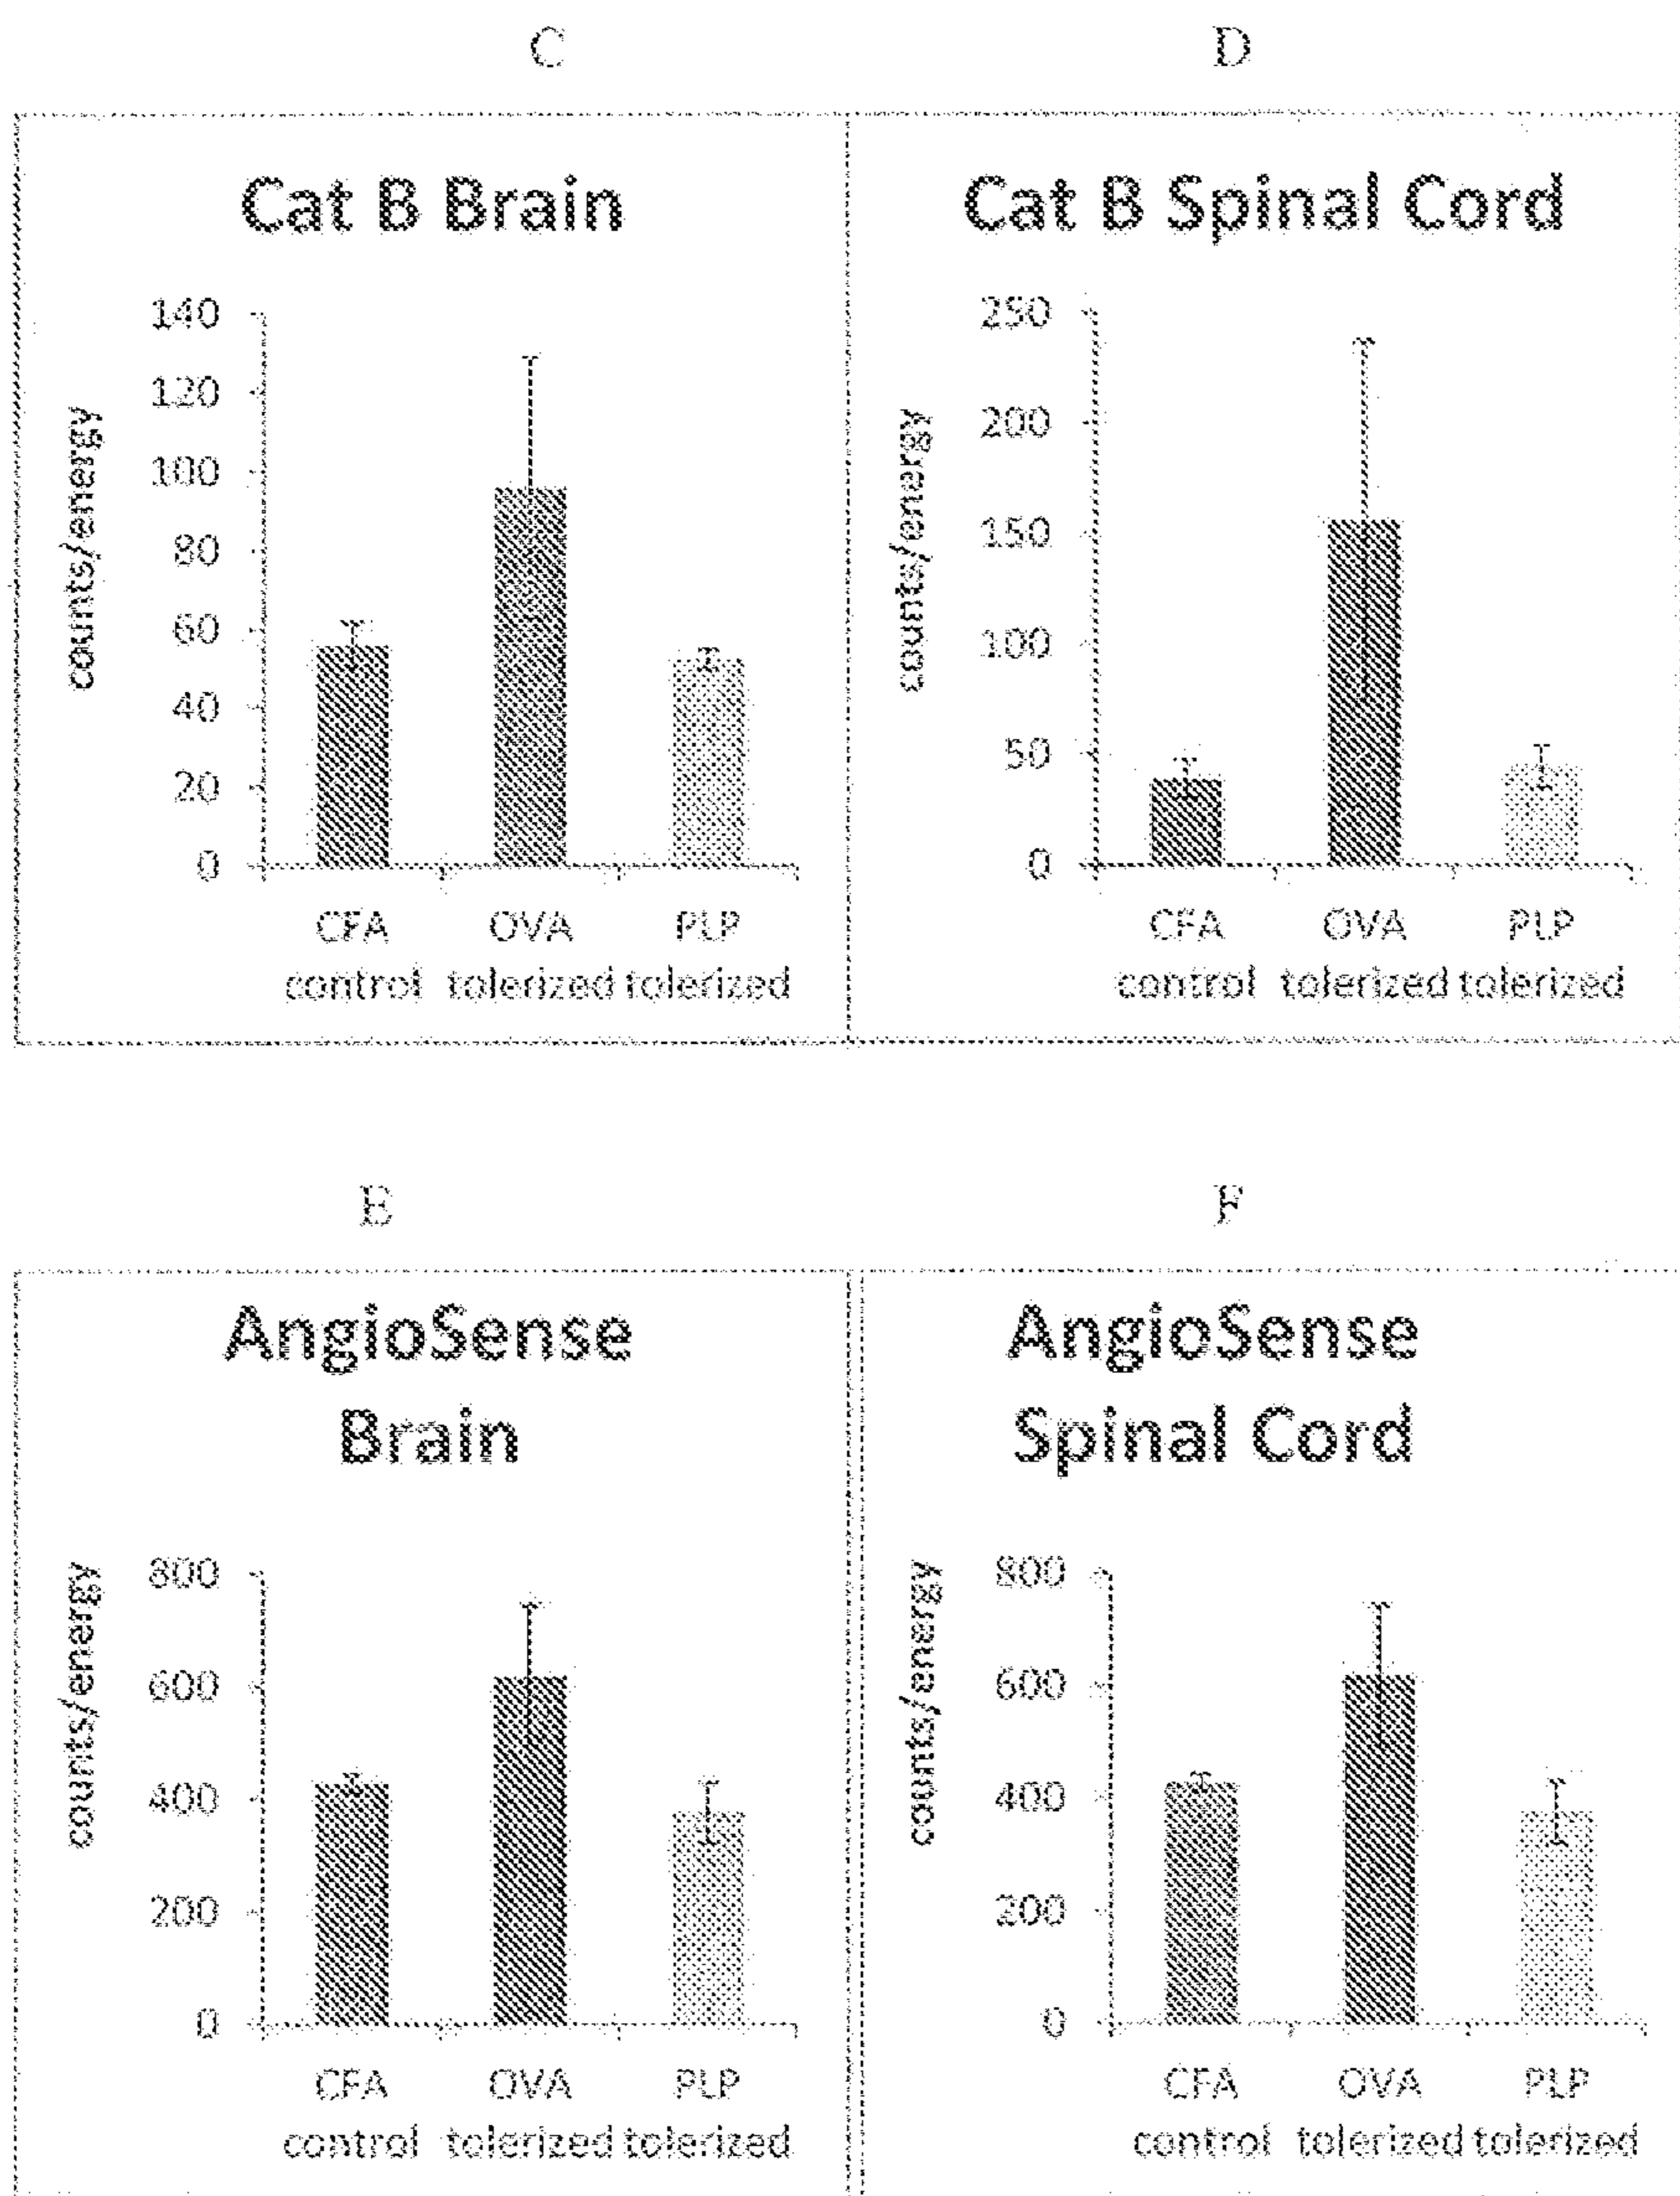 C
D
Cat B Brain
140
120
100
80
60
40
20
0
counts/energy
CFA
control
OVA
tolerized
PLP
tolerized
Cat B Spinal Cord
250
200
150
100
50
0
counts/energy
CFA
control
OVA
tolerized
PLP
tolerized
E
F
AngioSense
Brain
800
600
400
200
0
counts/energy
CFA
control
OVA
tolerized
PLP
tolerized
AngioSense
Spinal Cord
800
600
400
200
0
counts/energy
CFA
control
OVA
tolerized
PLP
tolerized